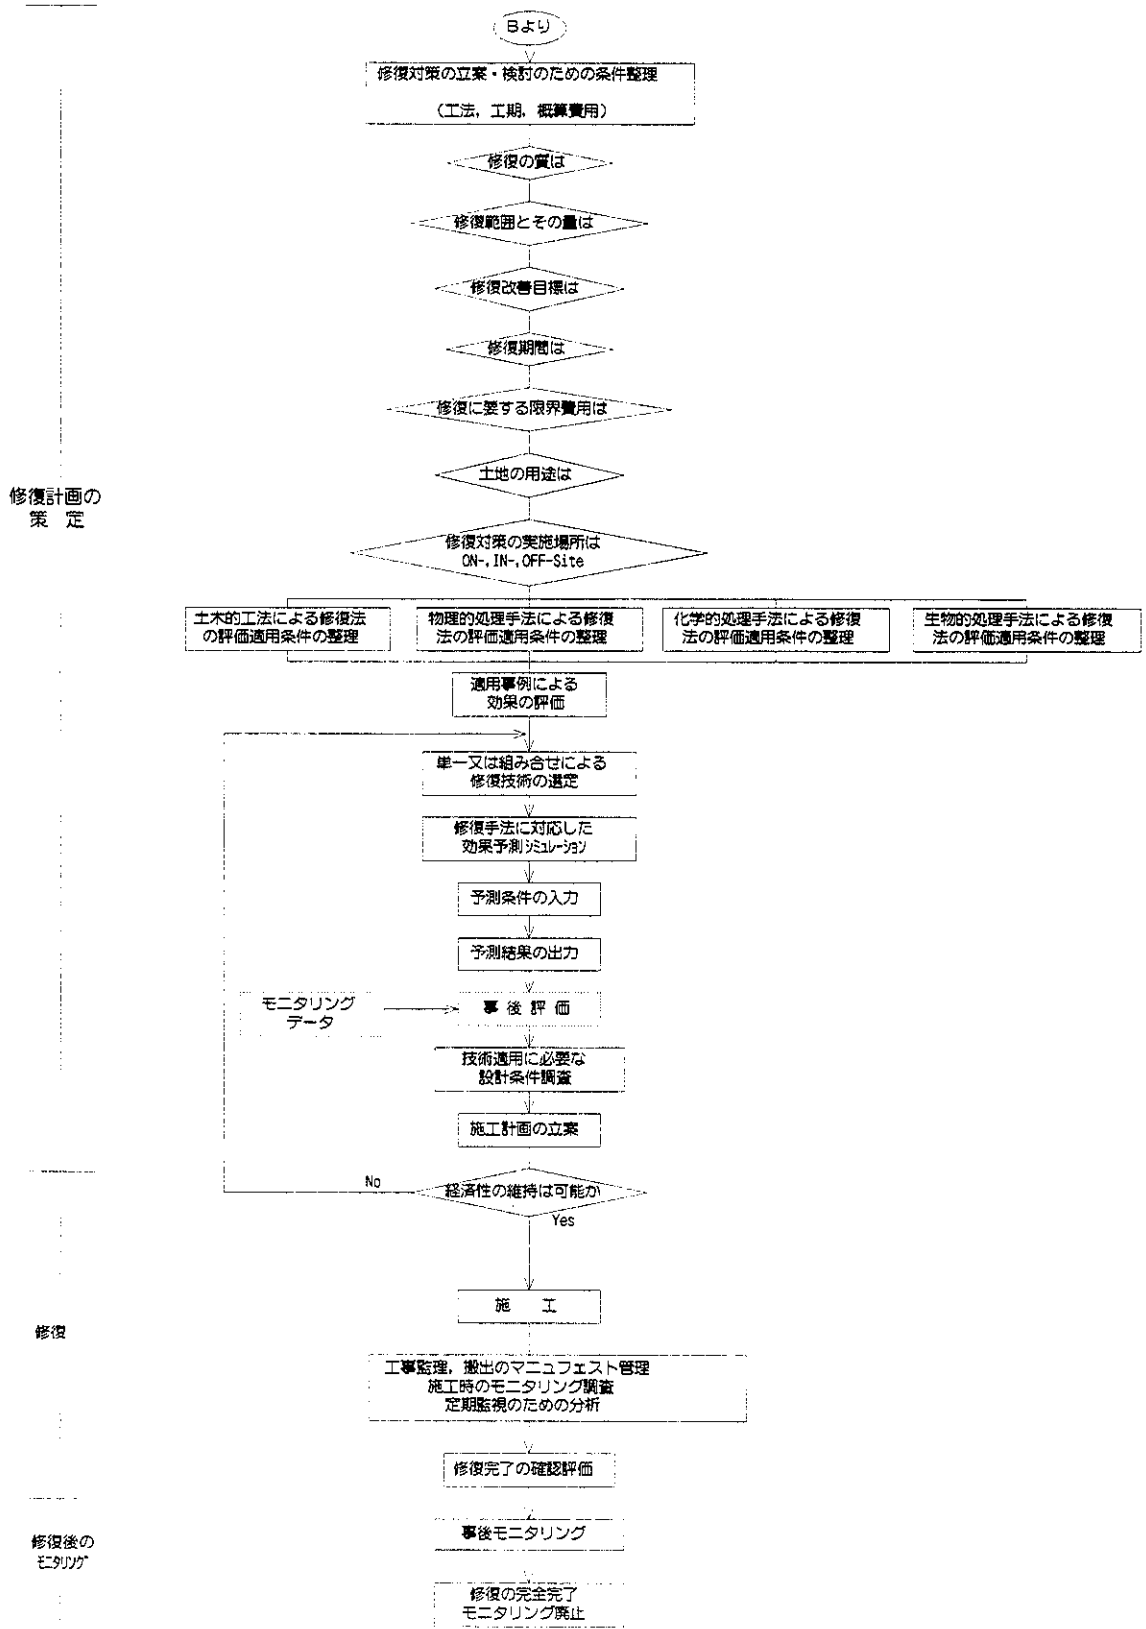 Bより
修復対策の立案・検討のための条件整理
(工法，工期，概算費用)
修復の質は
修復範囲とその量は
修復改善目標は
修復期間は
修復に要する限界費用は
土地の用途は
修復計画の
策　定
修復対策の実施場所は
ON-,IN-,OFF-Site
土木的工法による修復法
の評価適用条件の整理
物理的処理手法による修復
法の評価適用条件の整理
化学的処理手法による修復
法の評価適用条件の整理
生物的処理手法による修復
法の評価適用条件の整理
適用事例による
効果の評価
単一又は組み合せによる
修復技術の選定
修復手法に対応した
効果予測シミュレーション
予測条件の入力
予測結果の出力
モニタリング
データ
事 後 評 価
技術適用に必要な
設計条件調査
施工計画の立案
No
経済性の維持は可能か
Yes
施　工
修復
工事監理，搬出のマニュフェスト管理
施工時のモニタリング調査
定期監視のための分析
修復完了の確認評価
事後モニタリング
修復後の
モニタリング
修復の完全完了
モニタリング廃止